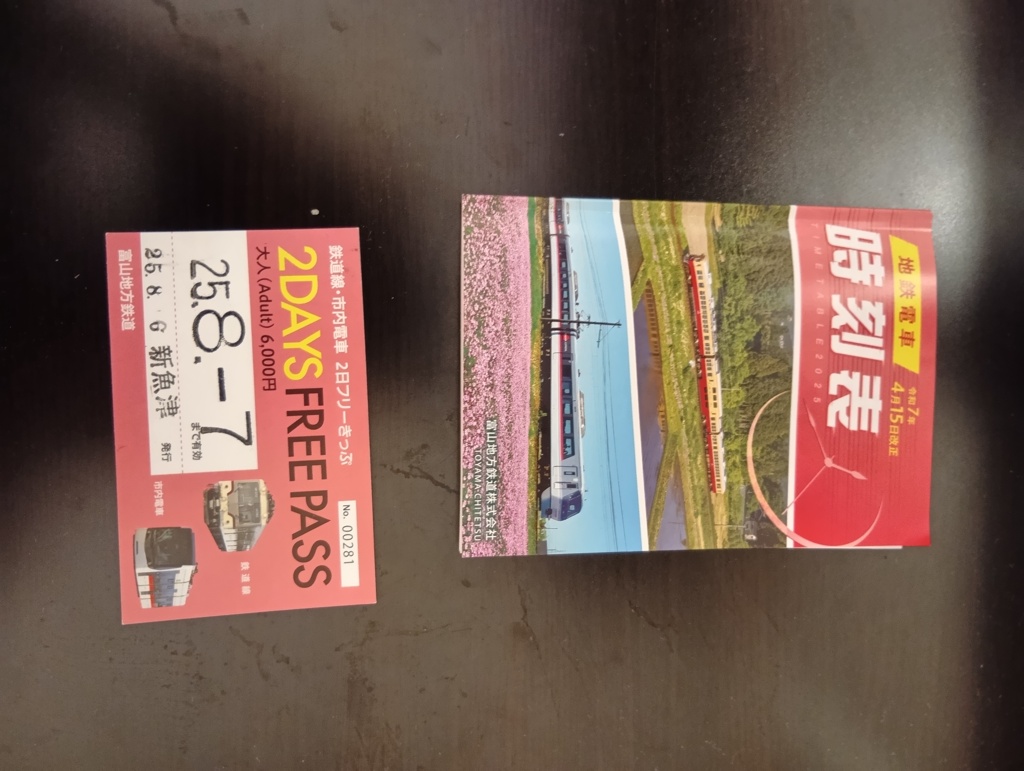 鉄道線・市内電車 2日フリーきっぷ
2DAYS FREE PASS
大人(Adult) 6,000円
No. 00281
25.8.-7
まで有効
25.8. 6 新魚津
発行
富山地方鉄道
市内電車
鉄道線
地鉄電車
令和7年
4月15日改正
時刻表
TIMETABLE2025
富山地方鉄道株式会社
TOYAMA CHITETSU